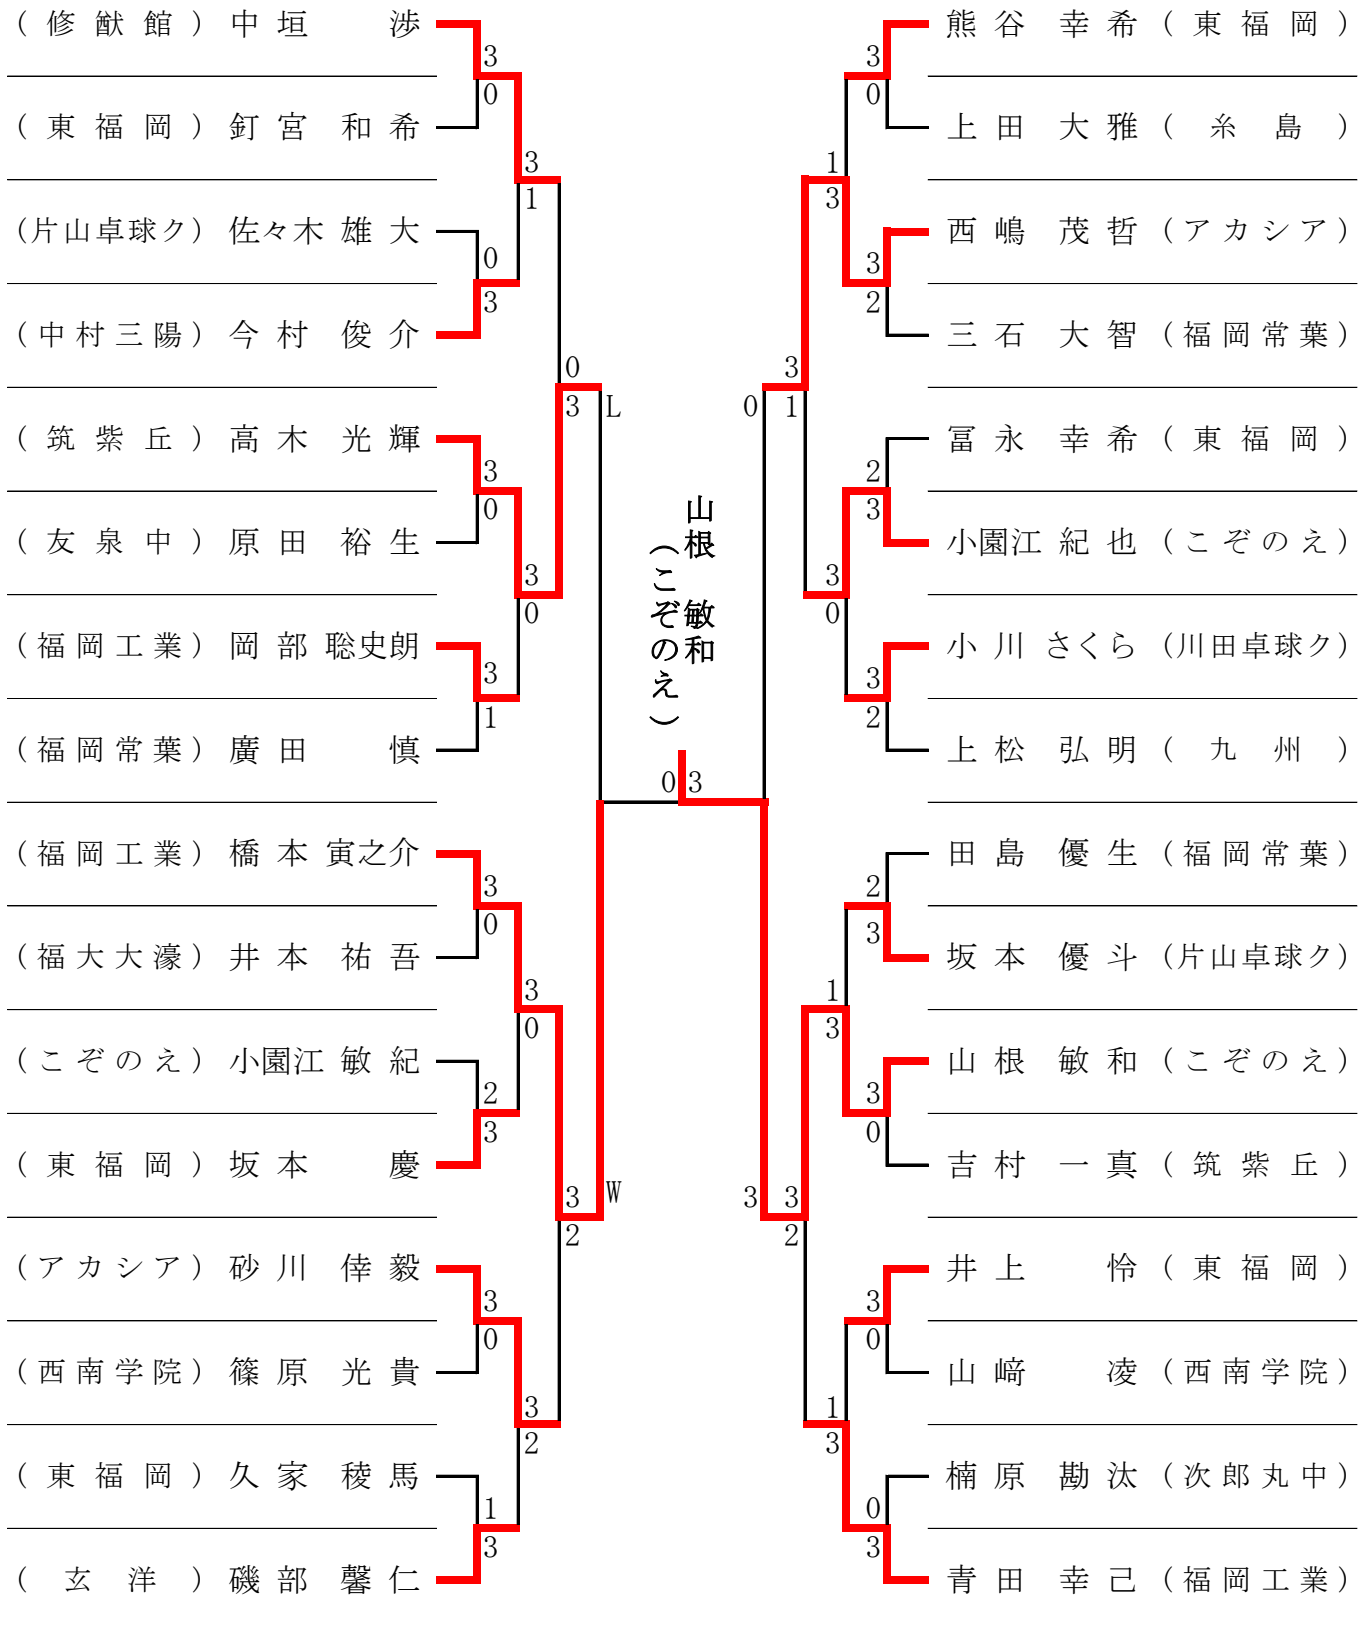 (修猷館) 中垣 渉
3
0
(東福岡) 釘宮 和希
3
1
(片山卓球ク) 佐々木 雄大
0
3
(中村三陽) 今村 俊介
0
3 L
(筑紫丘) 高木 光輝
3
0
(友泉中) 原田 裕生
3
0
(福岡工業) 岡部 聡史朗
3
1
(福岡常葉) 廣田 慎
(福岡工業) 橋本 寅之介
3
0
(福大大濠) 井本 祐吾
3
0
(こぞのえ) 小園江 敏紀
2
3
(東福岡) 坂本 慶
3 W
2
(アカシア) 砂川 倖毅
3
0
(西南学院) 篠原 光貴
3
2
(東福岡) 久家 稜馬
1
3
(玄洋) 磯部 馨仁
山根 敏和
(こぞのえ)
0 3
熊谷 幸希 (東福岡)
3
0
上田 大雅 (糸島)
1
3
西嶋 茂哲 (アカシア)
3
2
三石 大智 (福岡常葉)
3
0 1
冨永 幸希 (東福岡)
2
3
小園江 紀也 (こぞのえ)
3
0
小川 さくら (川田卓球ク)
3
2
上松 弘明 (九州)
田島 優生 (福岡常葉)
2
3
坂本 優斗 (片山卓球ク)
1
3
山根 敏和 (こぞのえ)
3
0
吉村 一真 (筑紫丘)
3 3
2
井上 怜 (東福岡)
3
0
山﨑 凌 (西南学院)
1
3
楠原 勘汰 (次郎丸中)
0
3
青田 幸己 (福岡工業)